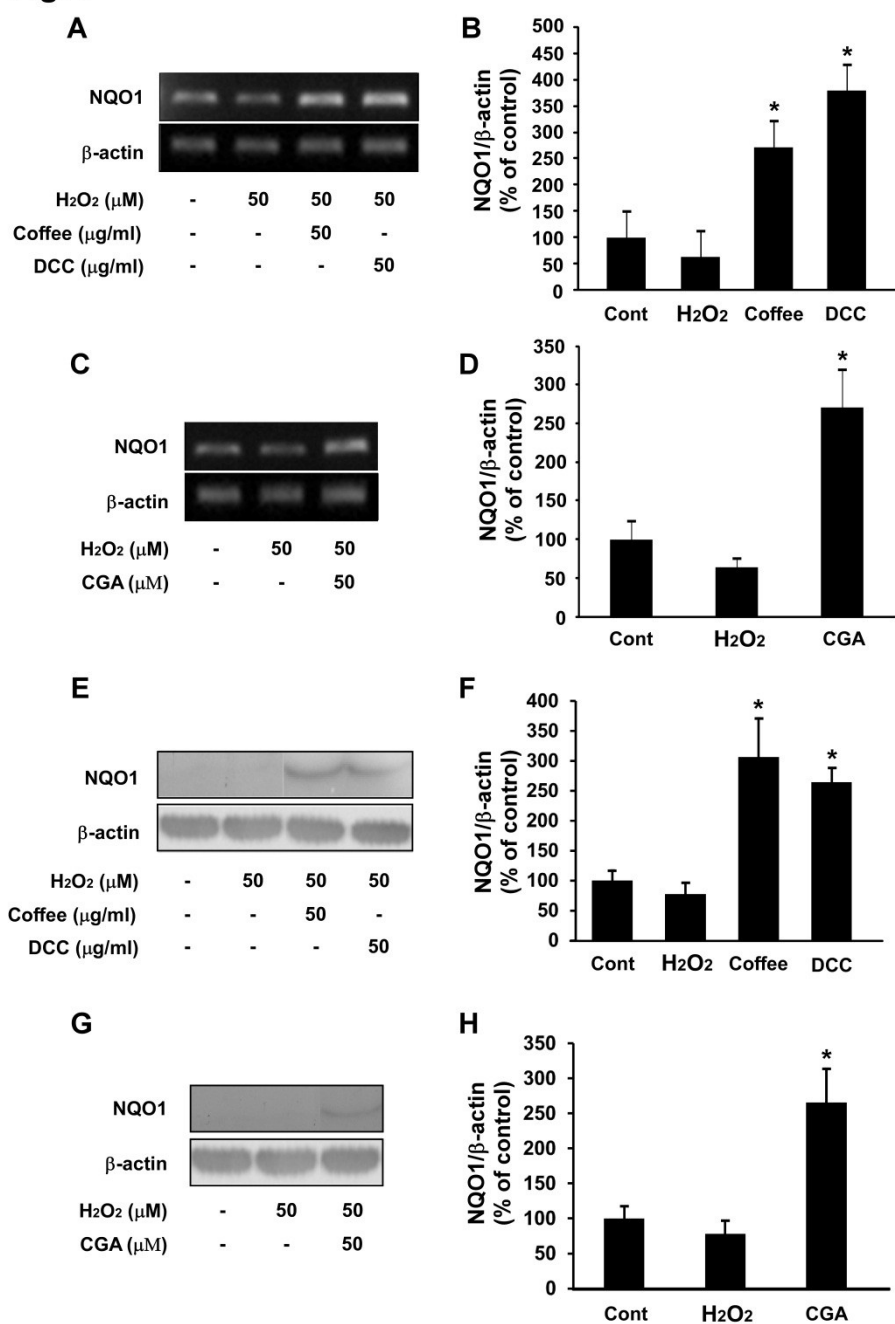 A
NQO1
β-actin
H2O2 (μM) - 50 50 50
Coffee (μg/ml) - - 50 -
DCC (μg/ml) - - - 50
B
NQO1/β-actin
(% of control)
500
450
400
350
300
250
200
150
100
50
0
*
*
Cont H2O2 Coffee DCC
C
NQO1
β-actin
H2O2 (μM) - 50 50
CGA (μM) - - 50
D
NQO1/β-actin
(% of control)
350
300
250
200
150
100
50
0
*
Cont H2O2 CGA
E
NQO1
β-actin
H2O2 (μM) - 50 50 50
Coffee (μg/ml) - - 50 -
DCC (μg/ml) - - - 50
F
NQO1/β-actin
(% of control)
400
350
300
250
200
150
100
50
0
*
*
Cont H2O2 Coffee DCC
G
NQO1
β-actin
H2O2 (μM) - 50 50
CGA (μM) - - 50
H
NQO1/β-actin
(% of control)
350
300
250
200
150
100
50
0
*
Cont H2O2 CGA